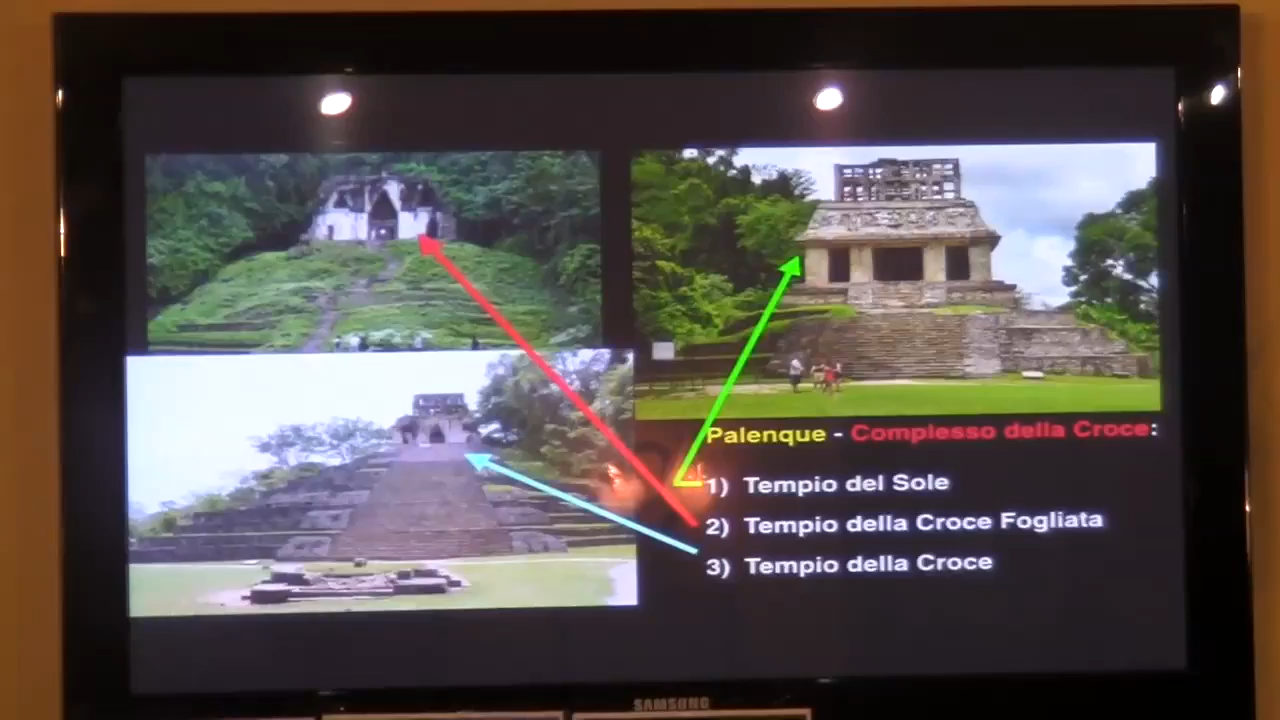 Palenque - Complesso della Croce:
1) Tempio del Sole
2) Tempio della Croce Fogliata
3) Tempio della Croce
SAMSUNG